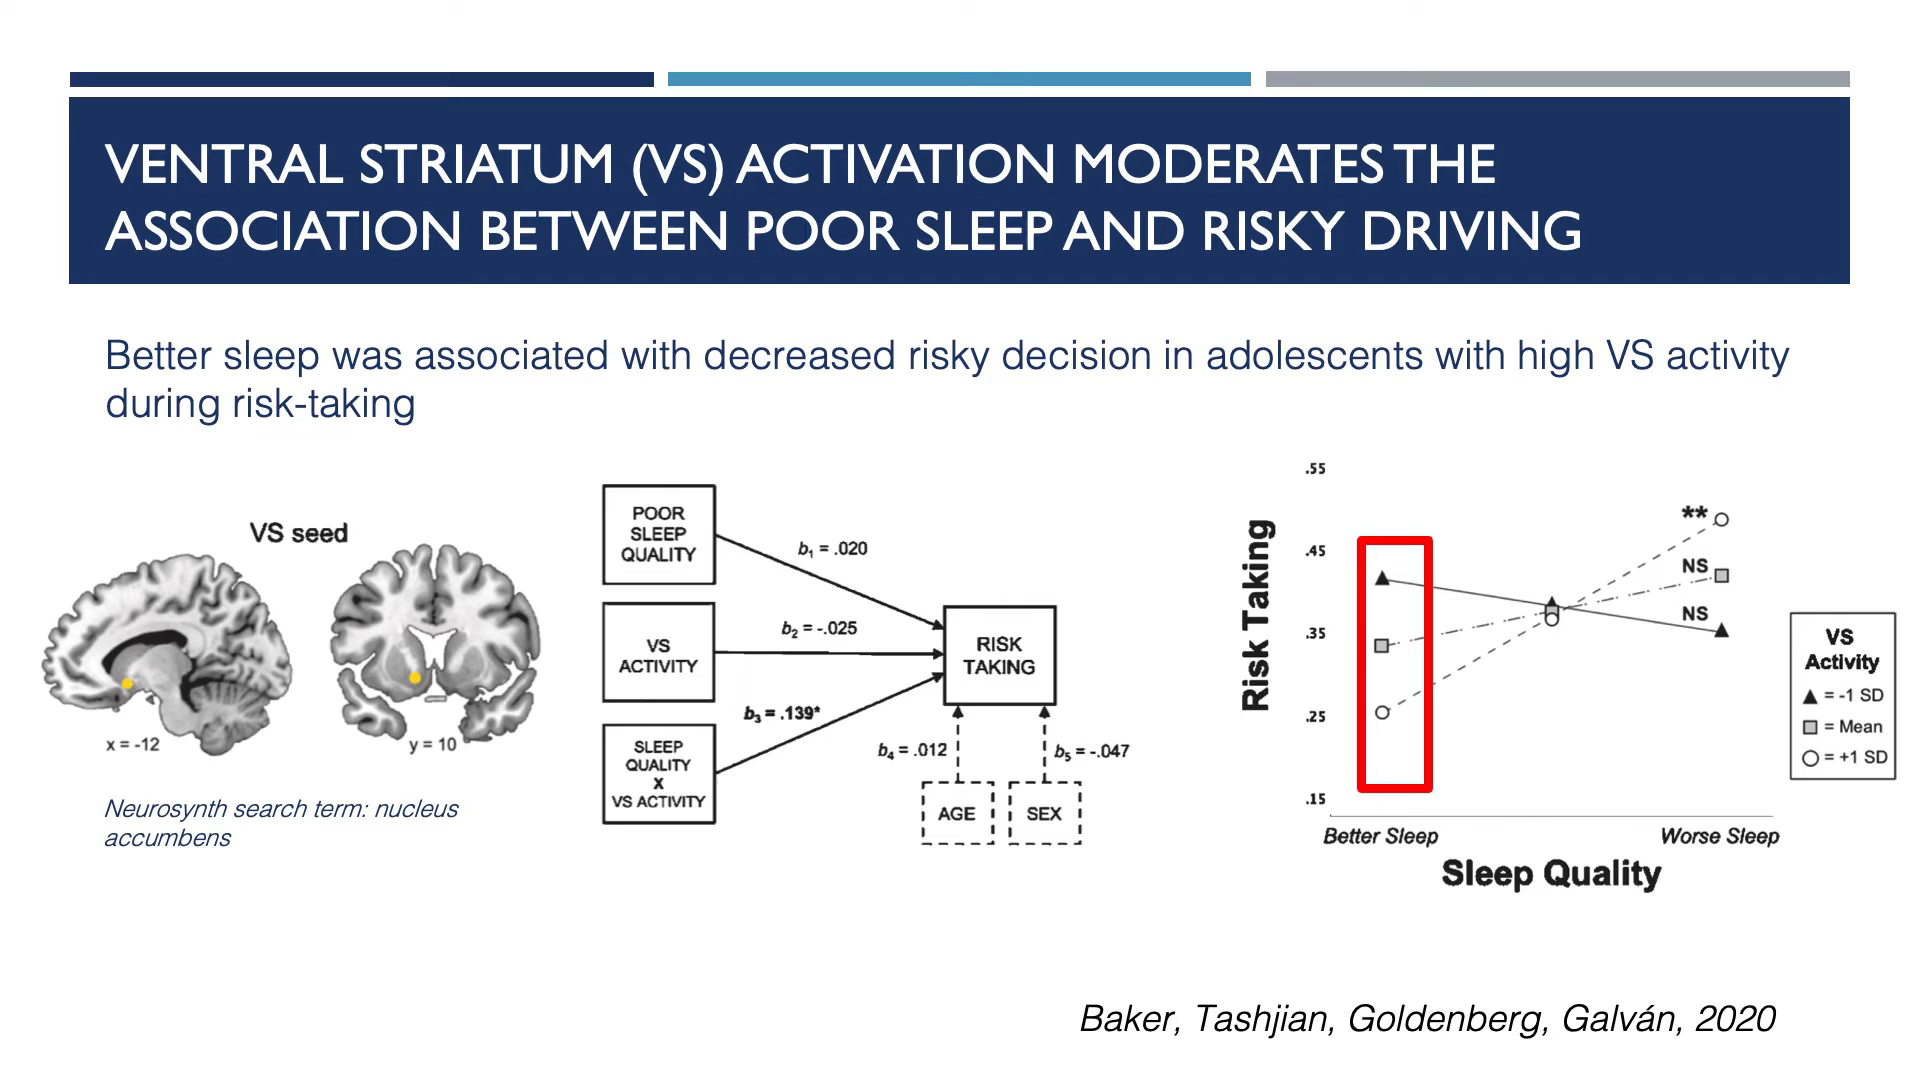 VENTRAL STRIATUM (VS) ACTIVATION MODERATES THE
ASSOCIATION BETWEEN POOR SLEEP AND RISKY DRIVING
Better sleep was associated with decreased risky decision in adolescents with high VS activity
during risk-taking
VS seed
x = -12
y = 10
Neurosynth search term: nucleus
accumbens
POOR
SLEEP
QUALITY
b₁ = .020
VS
ACTIVITY
b₂ = -.025
SLEEP
QUALITY
X
VS ACTIVITY
b₃ = .139*
RISK
TAKING
b₄ = .012
b₅ = -.047
AGE
SEX
Risk Taking
.55
.45
.35
.25
.15
**
NS
NS
Better Sleep
Worse Sleep
Sleep Quality
VS
Activity
▲ = -1 SD
= Mean
= +1 SD
Baker, Tashjian, Goldenberg, Galván, 2020